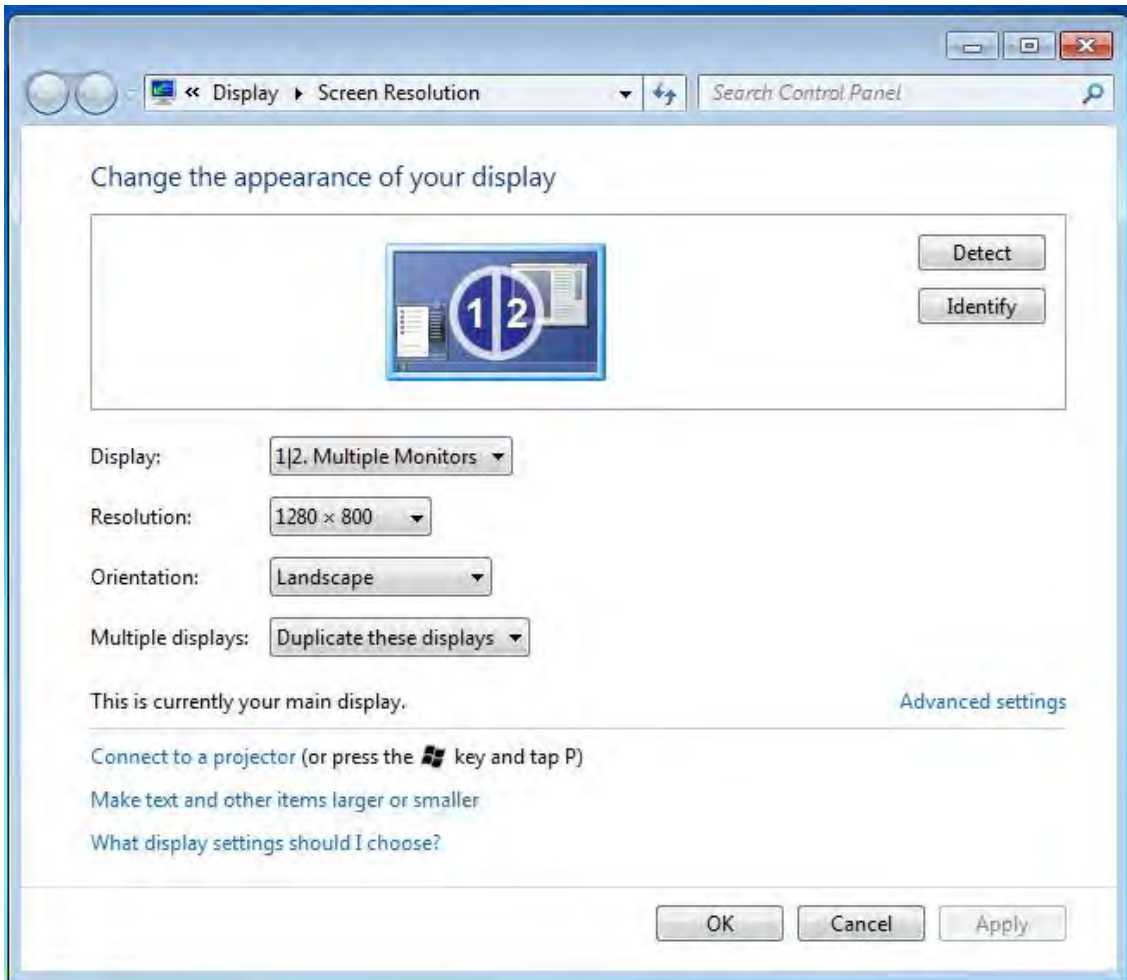 « Display ▸ Screen Resolution
Search Control Panel
Change the appearance of your display
1 2
Detect
Identify
Display: 1|2. Multiple Monitors
Resolution: 1280 × 800
Orientation: Landscape
Multiple displays: Duplicate these displays
This is currently your main display. Advanced settings
Connect to a projector (or press the key and tap P)
Make text and other items larger or smaller
What display settings should I choose?
OK Cancel Apply